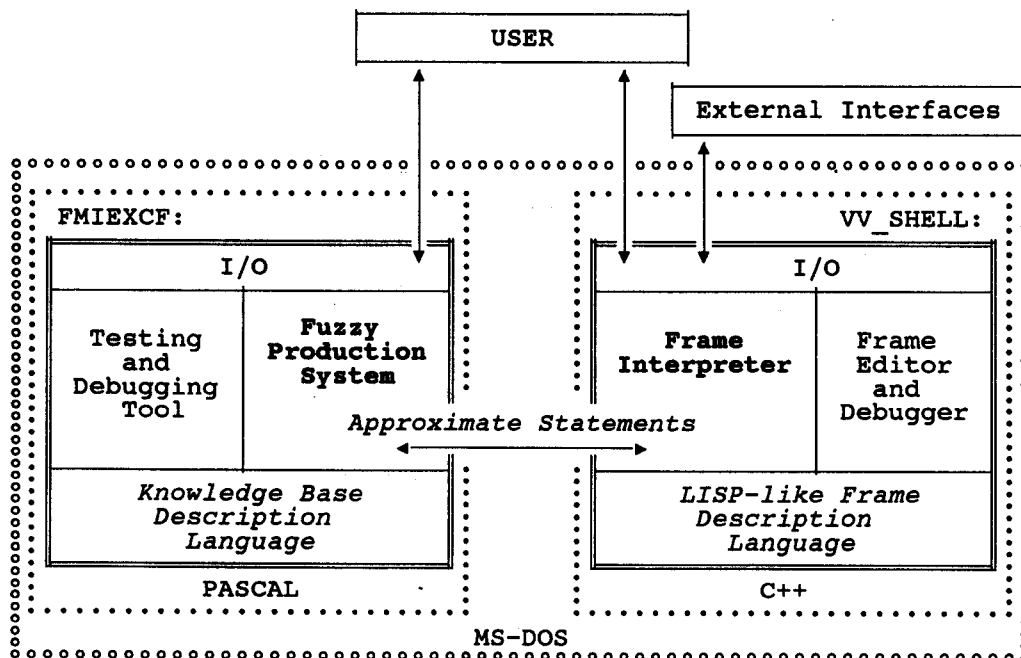 USER
External Interfaces
FMIEXCF:
VV_SHELL:
I/O
I/O
Testing
and
Debugging
Tool
Fuzzy
Production
System
Frame
Interpreter
Frame
Editor
and
Debugger
Approximate Statements
Knowledge Base
Description
Language
LISP-like Frame
Description
Language
PASCAL
C++
MS-DOS